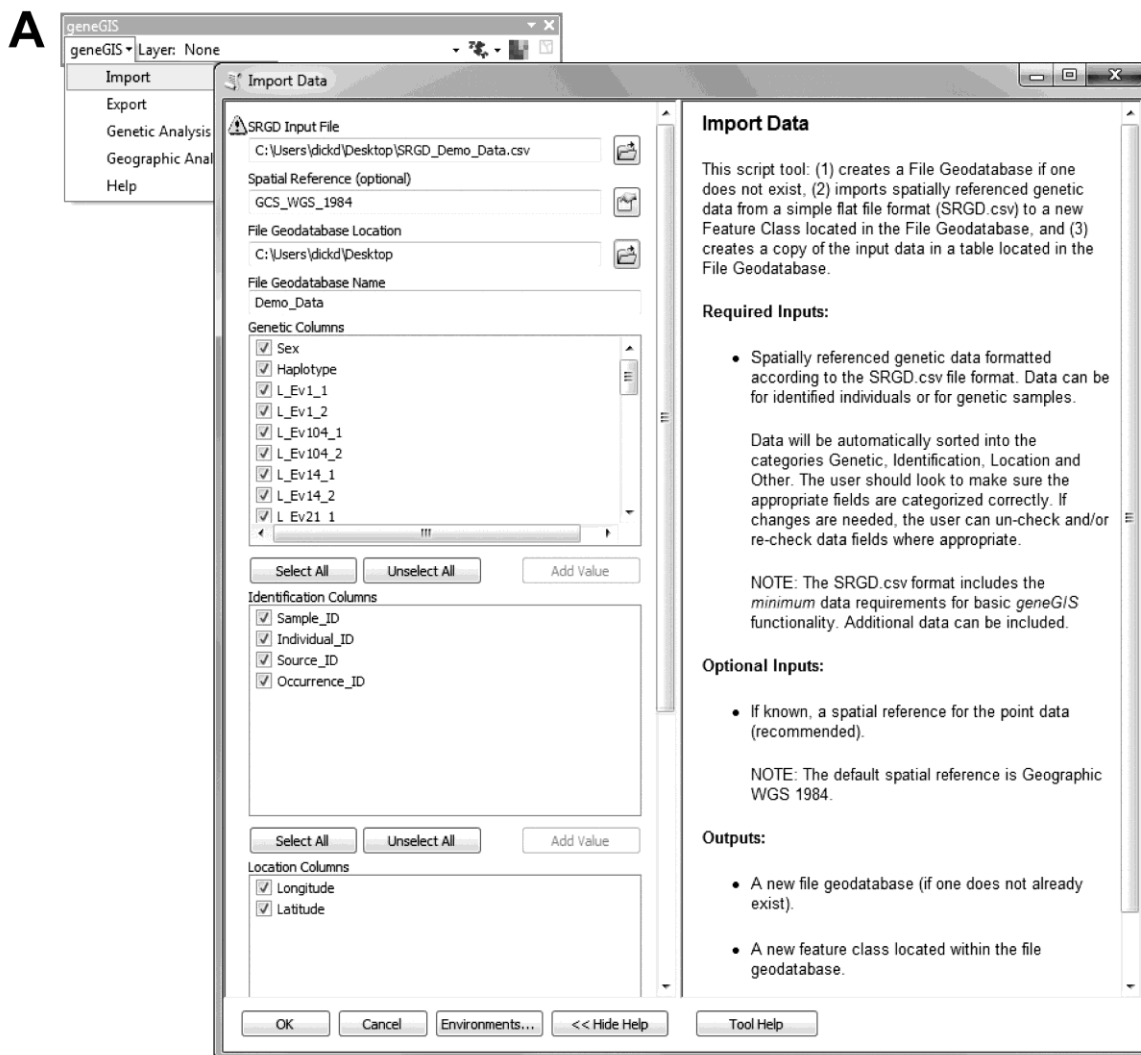 A
geneGIS
geneGIS Layer: None
Import
Export
Genetic Analysis
Geographic Anal
Help
Import Data
SRGD Input File
C:\Users\dickd\Desktop\SRGD_Demo_Data.csv
Spatial Reference (optional)
GCS_WGS_1984
File Geodatabase Location
C:\Users\dickd\Desktop
File Geodatabase Name
Demo_Data
Genetic Columns
Sex
Haplotype
L_Ev1_1
L_Ev1_2
L_Ev104_1
L_Ev104_2
L_Ev14_1
L_Ev14_2
L_Ev21_1
Select All Unselect All Add Value
Identification Columns
Sample_ID
Individual_ID
Source_ID
Occurrence_ID
Select All Unselect All Add Value
Location Columns
Longitude
Latitude
OK Cancel Environments... << Hide Help Tool Help
Import Data
This script tool: (1) creates a File Geodatabase if one
does not exist, (2) imports spatially referenced genetic
data from a simple flat file format (SRGD.csv) to a new
Feature Class located in the File Geodatabase, and (3)
creates a copy of the input data in a table located in the
File Geodatabase.
Required Inputs:
• Spatially referenced genetic data formatted
according to the SRGD.csv file format. Data can be
for identified individuals or for genetic samples.
Data will be automatically sorted into the
categories Genetic, Identification, Location and
Other. The user should look to make sure the
appropriate fields are categorized correctly. If
changes are needed, the user can un-check and/or
re-check data fields where appropriate.
NOTE: The SRGD.csv format includes the
minimum data requirements for basic geneGIS
functionality. Additional data can be included.
Optional Inputs:
• If known, a spatial reference for the point data
(recommended).
NOTE: The default spatial reference is Geographic
WGS 1984.
Outputs:
• A new file geodatabase (if one does not already
exist).
• A new feature class located within the file
geodatabase.